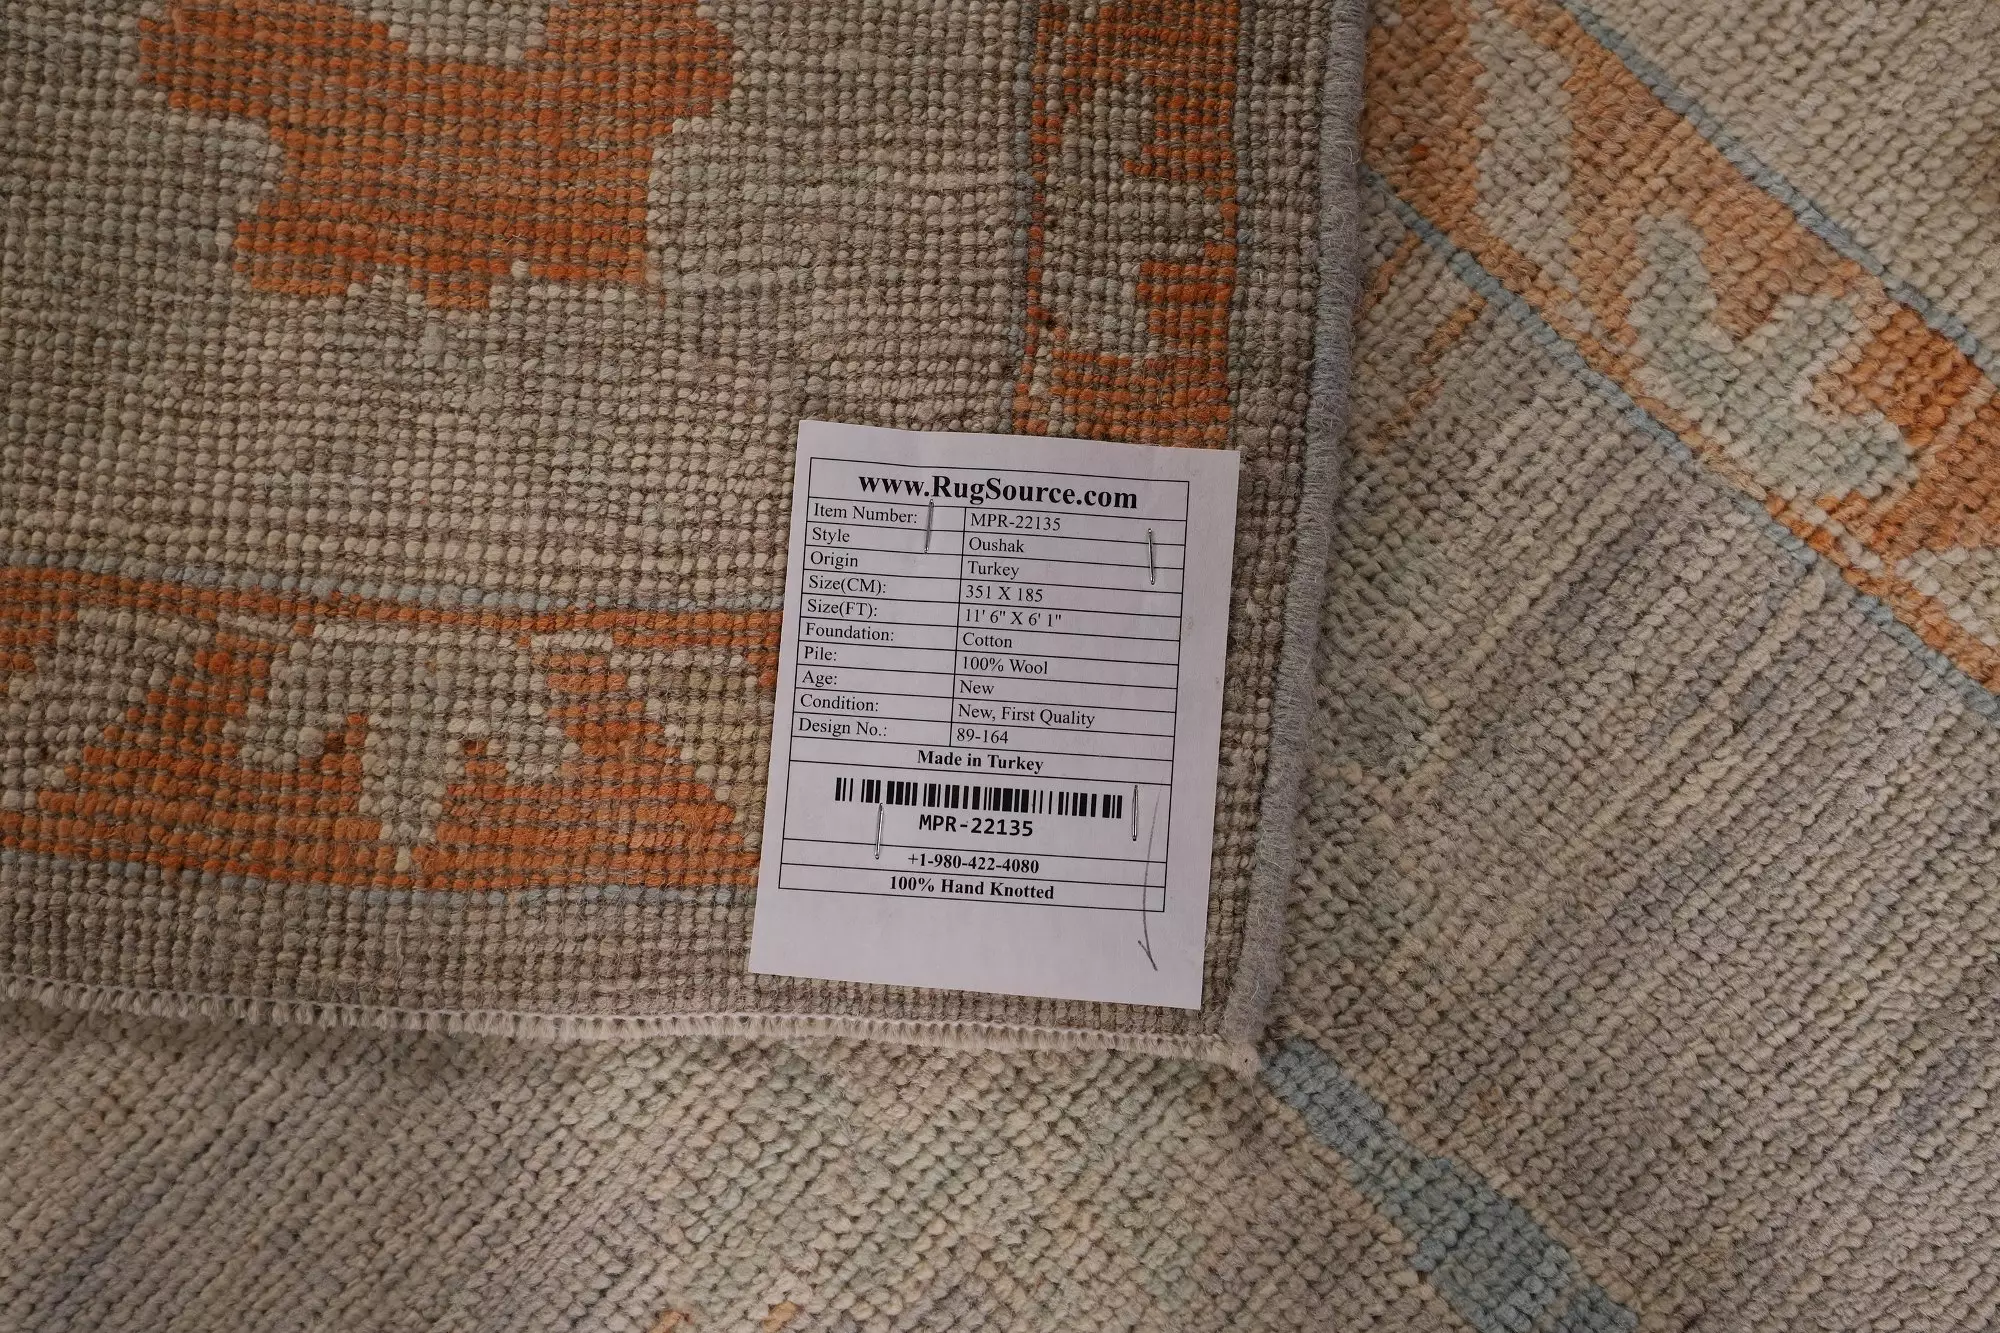 www.RugSource.com
Item Number: MPR-22135
Style Oushak
Origin Turkey
Size(CM): 351 X 185
Size(FT): 11' 6" X 6' 1"
Foundation: Cotton
Pile: 100% Wool
Age: New
Condition: New, First Quality
Design No.: 89-164
Made in Turkey
MPR-22135
+1-980-422-4080
100% Hand Knotted